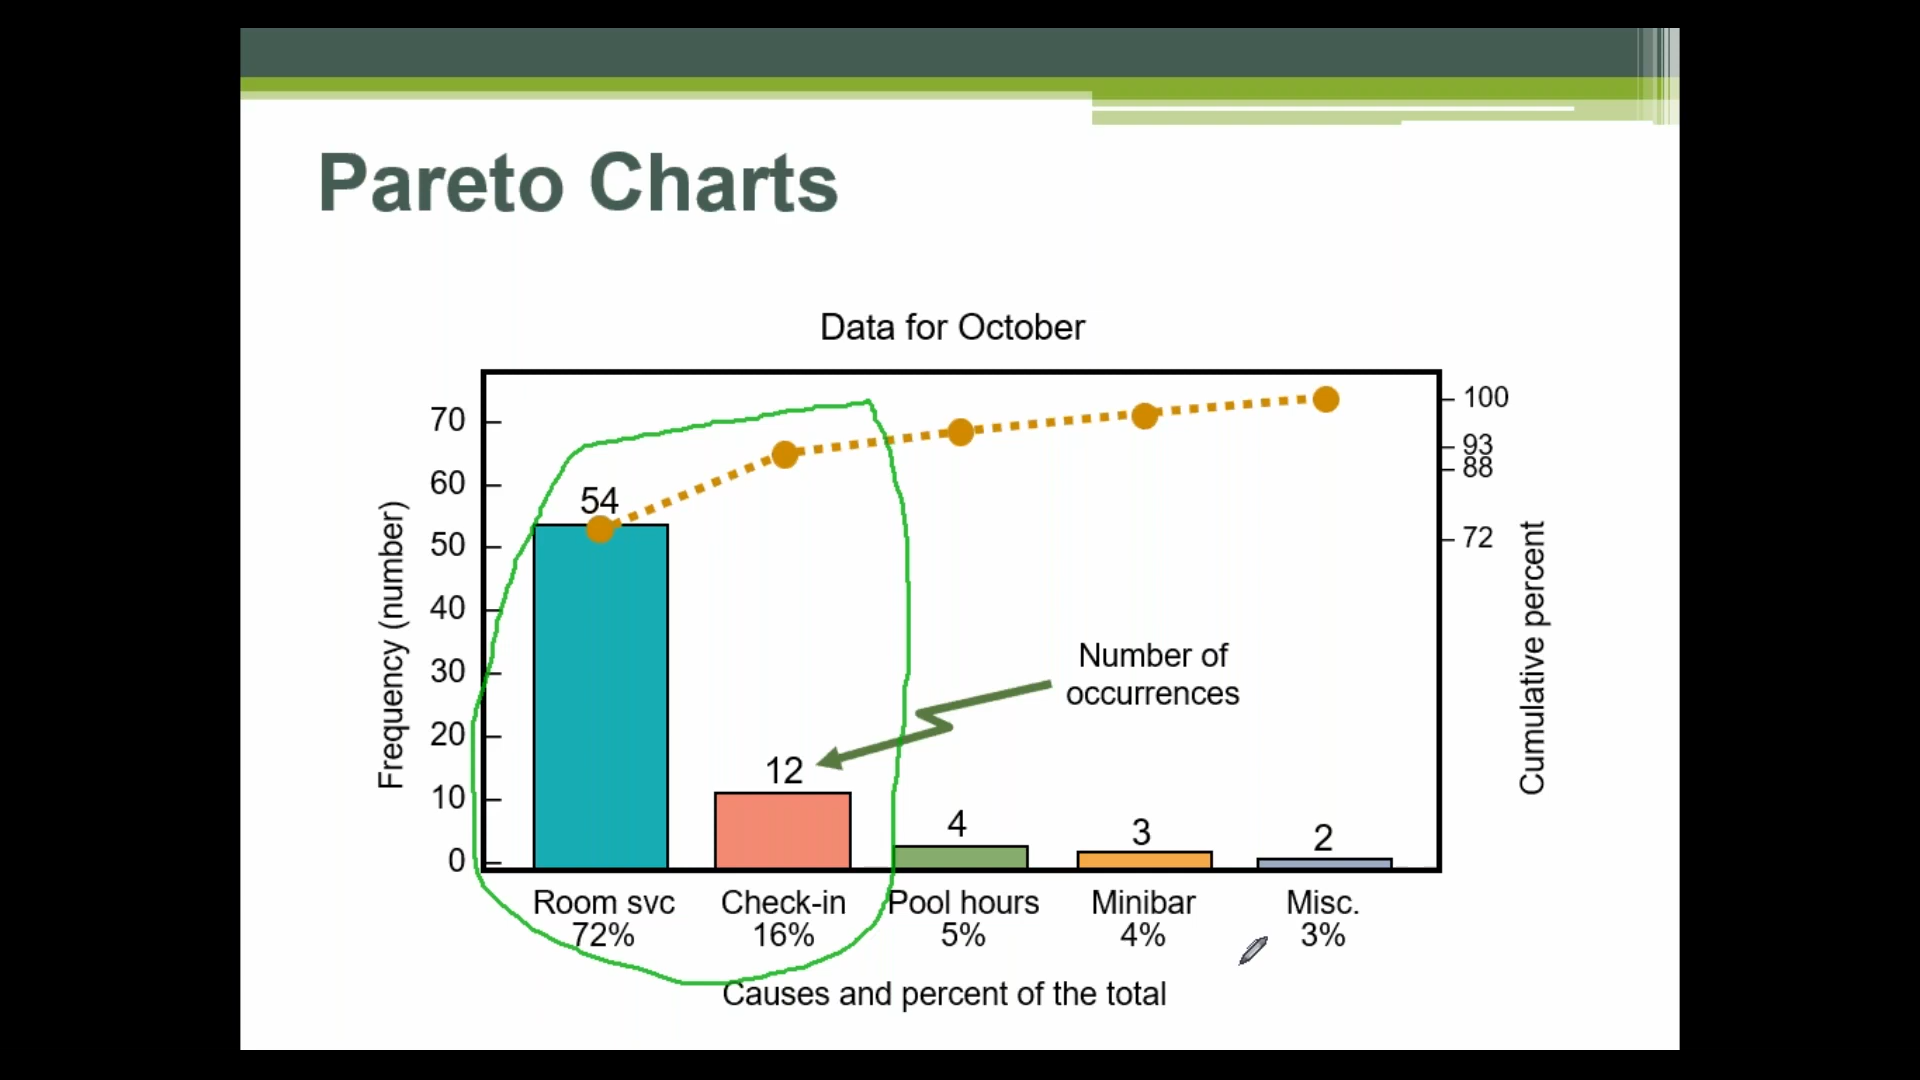 Pareto Charts
Data for October
70
60
50
40
30
20
10
0
Frequency (number)
54
12
4
3
2
Number of
occurrences
100
93
88
72
Cumulative percent
Room svc
72%
Check-in
16%
Pool hours
5%
Minibar
4%
Misc.
3%
Causes and percent of the total